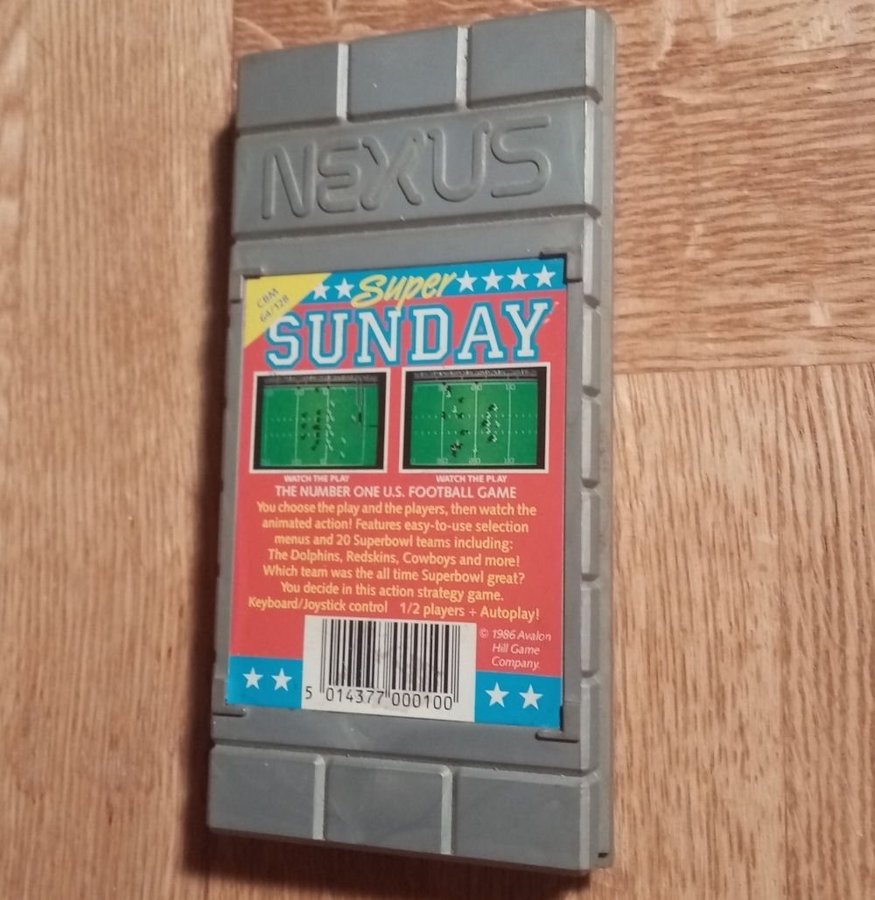 NEXUS
CBM
64/128
Super
SUNDAY
WATCH THE PLAY
WATCH THE PLAY
THE NUMBER ONE U.S. FOOTBALL GAME
You choose the play and the players, then watch the
animated action! Features easy-to-use selection
menus and 20 Superbowl teams including:
The Dolphins, Redskins, Cowboys and more!
Which team was the all time Superbowl great?
You decide in this action strategy game.
Keyboard/Joystick control 1/2 players + Autoplay!
© 1986 Avalon
Hill Game
Company.
5 014377 000100